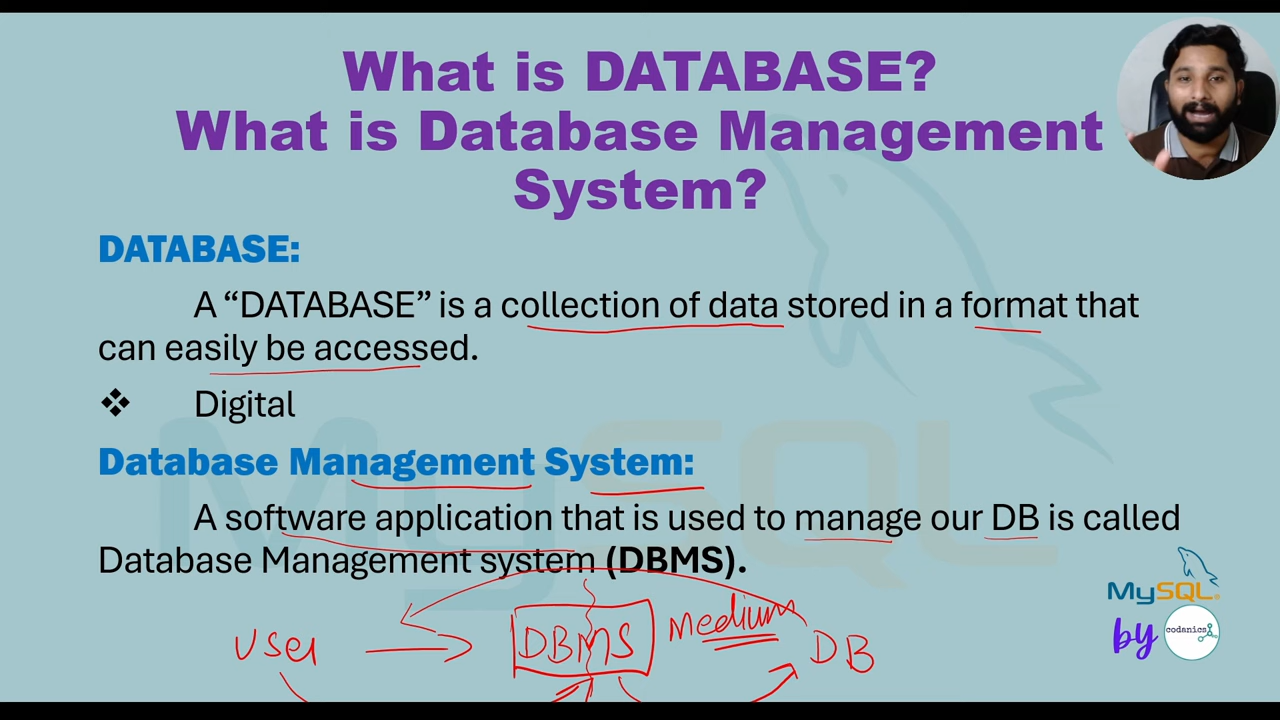 What is DATABASE?
What is Database Management
System?
DATABASE:
A “DATABASE” is a collection of data stored in a format that
can easily be accessed.
❖ Digital
Database Management System:
A software application that is used to manage our DB is called
Database Management system (DBMS).
MySQL
User DBMS Medium DB
MySQL®
by codanics